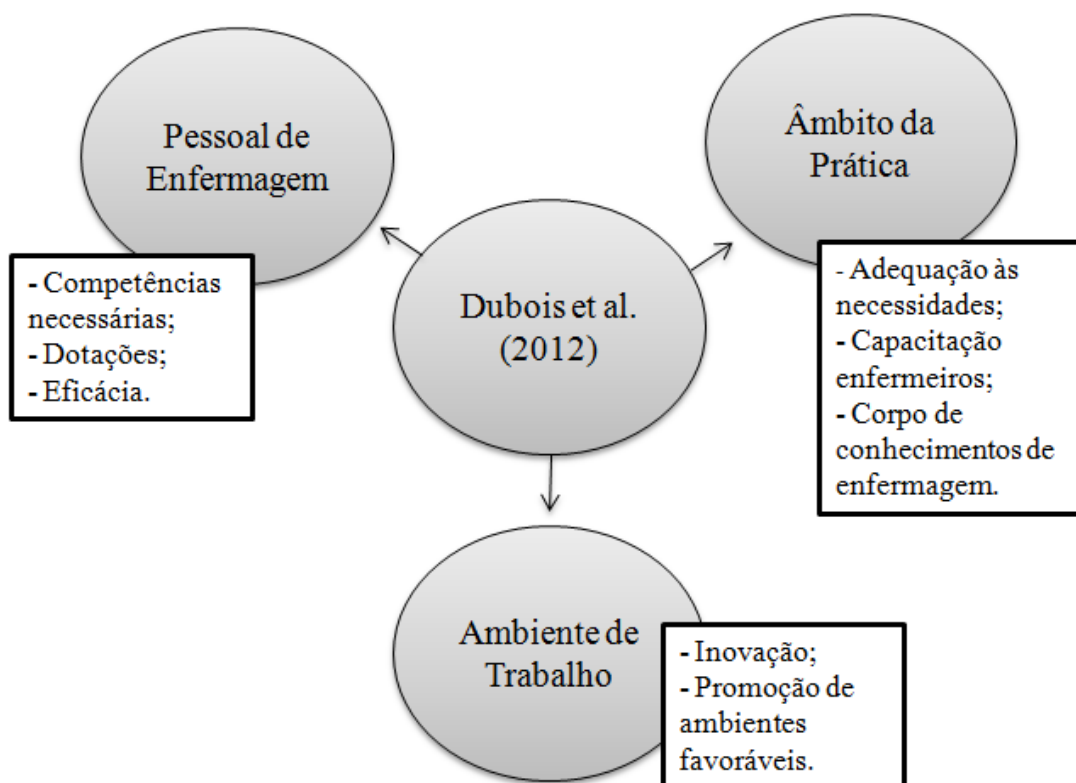 Pessoal de
Enfermagem
- Competências
necessárias;
- Dotações;
- Eficácia.
Âmbito da
Prática
- Adequação às
necessidades;
- Capacitação
enfermeiros;
- Corpo de
conhecimentos de
enfermagem.
Dubois et al.
(2012)
Ambiente de
Trabalho
- Inovação;
- Promoção de
ambientes
favoráveis.